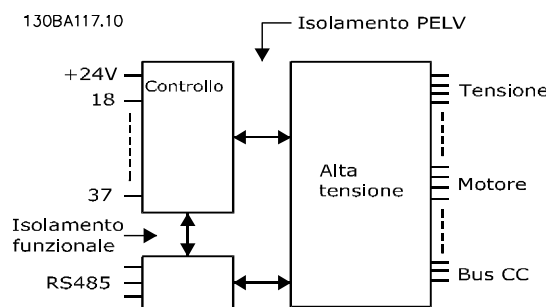 130BA117.10
Isolamento PELV
+24V
Controllo
18
37
Alta
tensione
Tensione
Motore
Isolamento
funzionale
RS485
Bus CC